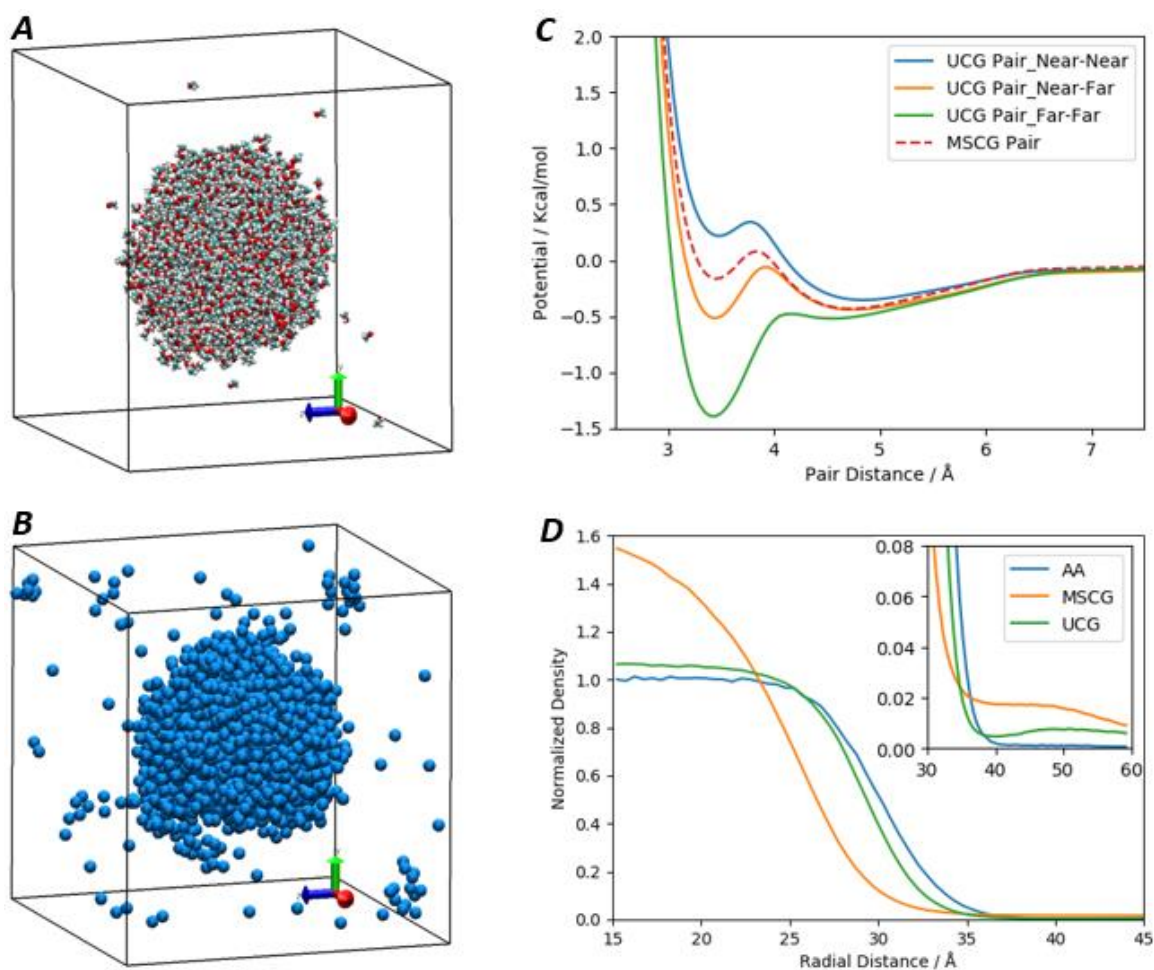 A
B
C
2.0
1.5
1.0
0.5
0.0
−0.5
−1.0
−1.5
Potential / Kcal/mol
UCG Pair_Near-Near
UCG Pair_Near-Far
UCG Pair_Far-Far
MSCG Pair
3 4 5 6 7
Pair Distance / Å
D
1.6
1.4
1.2
1.0
0.8
0.6
0.4
0.2
0.0
Normalized Density
0.08
0.06
0.04
0.02
0.00
AA
MSCG
UCG
30 40 50 60
15 20 25 30 35 40 45
Radial Distance / Å